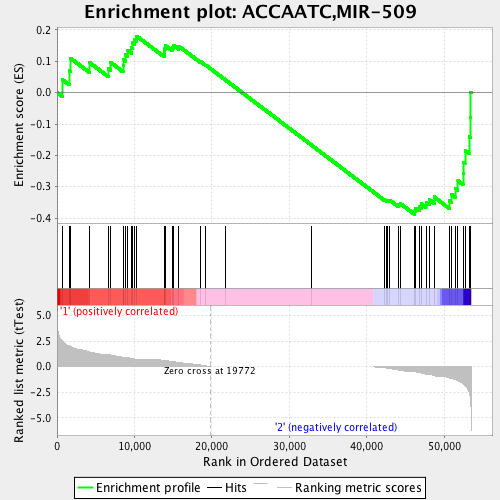 Enrichment plot: ACCAATC,MIR-509
Enrichment score (ES)
0.2
0.1
0.0
-0.1
-0.2
-0.3
-0.4
Ranked list metric (tTest)
'1' (positively correlated)
5.0
2.5
0.0
-2.5
-5.0
Zero cross at 19772
'2' (negatively correlated)
0 10,000 20,000 30,000 40,000 50,000
Rank in Ordered Dataset
Enrichment profile Hits Ranking metric scores